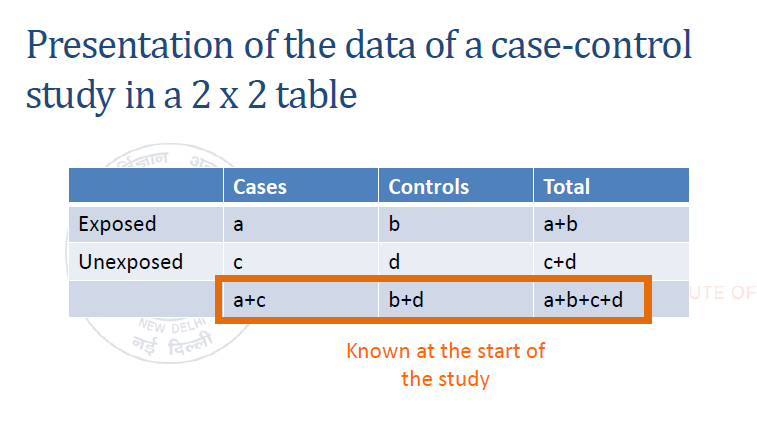 Presentation of the data of a case-control
study in a 2 x 2 table
Cases Controls Total
Exposed a b a+b
Unexposed c d c+d
a+c b+d a+b+c+d
UTE OF
NEW DELHI
नई दिल्ली
Known at the start of
the study